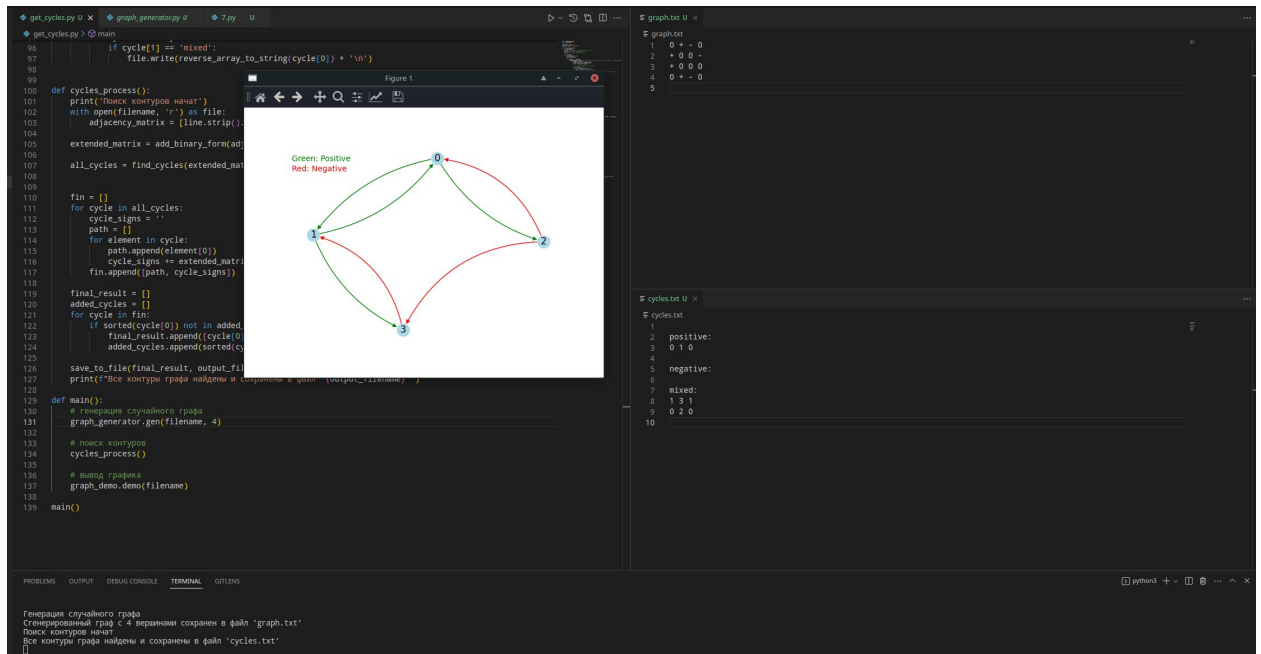 get_cycles.py U × graph_generator.py U 7.py U
get_cycles.py > main
96 if cycle[1] == 'mixed':
97 file.write(reverse_array_to_string(cycle[0]) + '\n')
98
99
100 def cycles_process():
101 print('Поиск контуров начат')
102 with open(filename, 'r') as file:
103 adjacency_matrix = [line.strip().
104
105 extended_matrix = add_binary_form(adj
106
107 all_cycles = find_cycles(extended_mat
108
109
110 fin = []
111 for cycle in all_cycles:
112 cycle_signs = ''
113 path = []
114 for element in cycle:
115 path.append(element[0])
116 cycle_signs += extended_matri
117 fin.append([path, cycle_signs])
118
119 final_result = []
120 added_cycles = []
121 for cycle in fin:
122 if sorted(cycle[0]) not in added_
123 final_result.append([cycle[0]
124 added_cycles.append(sorted(cy
125
126 save_to_file(final_result, output_fil
127 print(f"Все контуры графа найдены и сохранены в файл '{output_filename}'")
128
129 def main():
130 # генерация случайного графа
131 graph_generator.gen(filename, 4)
132
133 # поиск контуров
134 cycles_process()
135
136 # вывод графика
137 graph_demo.demo(filename)
138
139 main()
Figure 1
Green: Positive
Red: Negative
0
1
2
3
graph.txt U ×
graph.txt
1 0 + - 0
2 + 0 0 -
3 + 0 0 0
4 0 + - 0
5
cycles.txt U ×
cycles.txt
1
2 positive:
3 0 1 0
4
5 negative:
6
7 mixed:
8 1 3 1
9 0 2 0
10
PROBLEMS OUTPUT DEBUG CONSOLE TERMINAL GITLENS
python3
Генерация случайного графа
Сгенерированный граф с 4 вершинами сохранен в файл 'graph.txt'
Поиск контуров начат
Все контуры графа найдены и сохранены в файл 'cycles.txt'